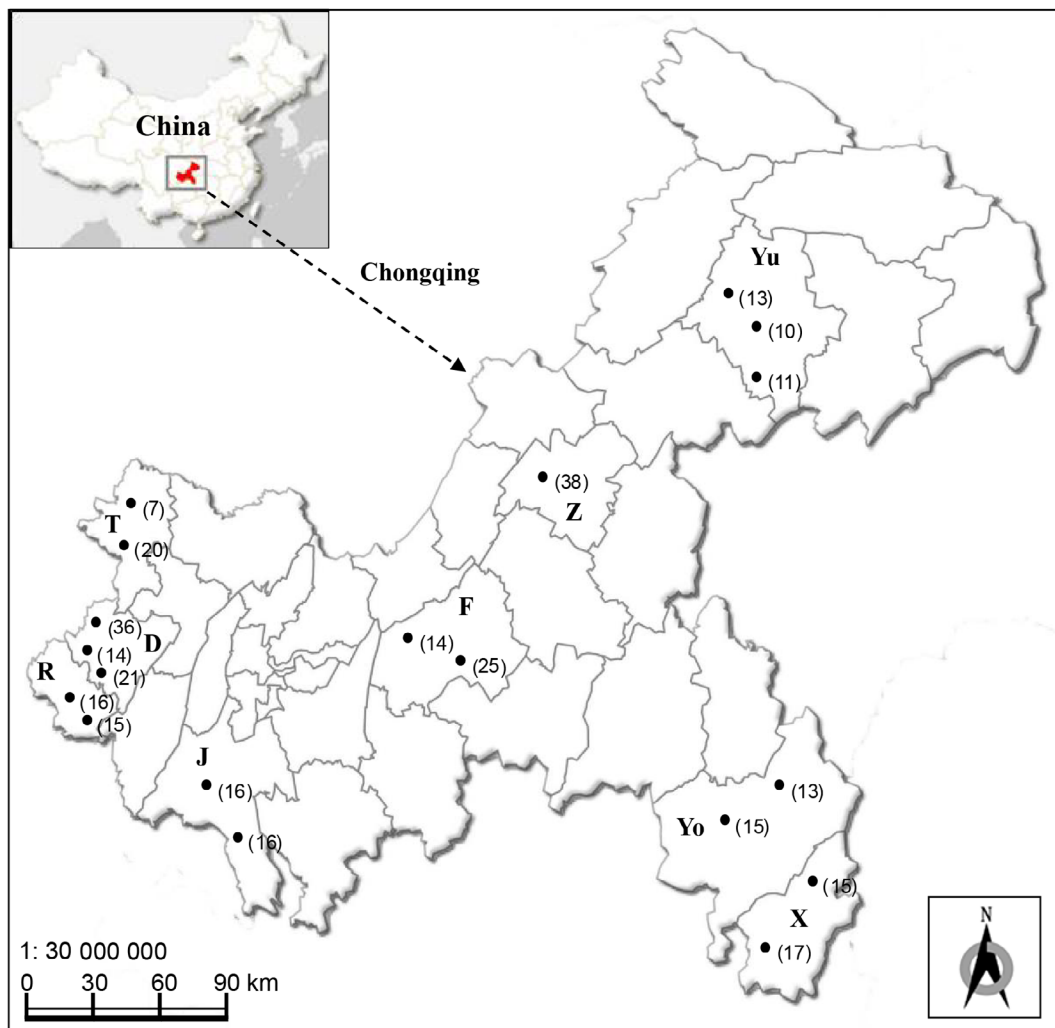 China
Chongqing
Yu
(13)
(10)
(11)
(38)
Z
(7)
T
(20)
F
(36)
(14)
D
(14)
(25)
R
(21)
(16)
(15)
J
(16)
(13)
Yo
(15)
(16)
(15)
X
(17)
N
1: 30 000 000
0 30 60 90 km